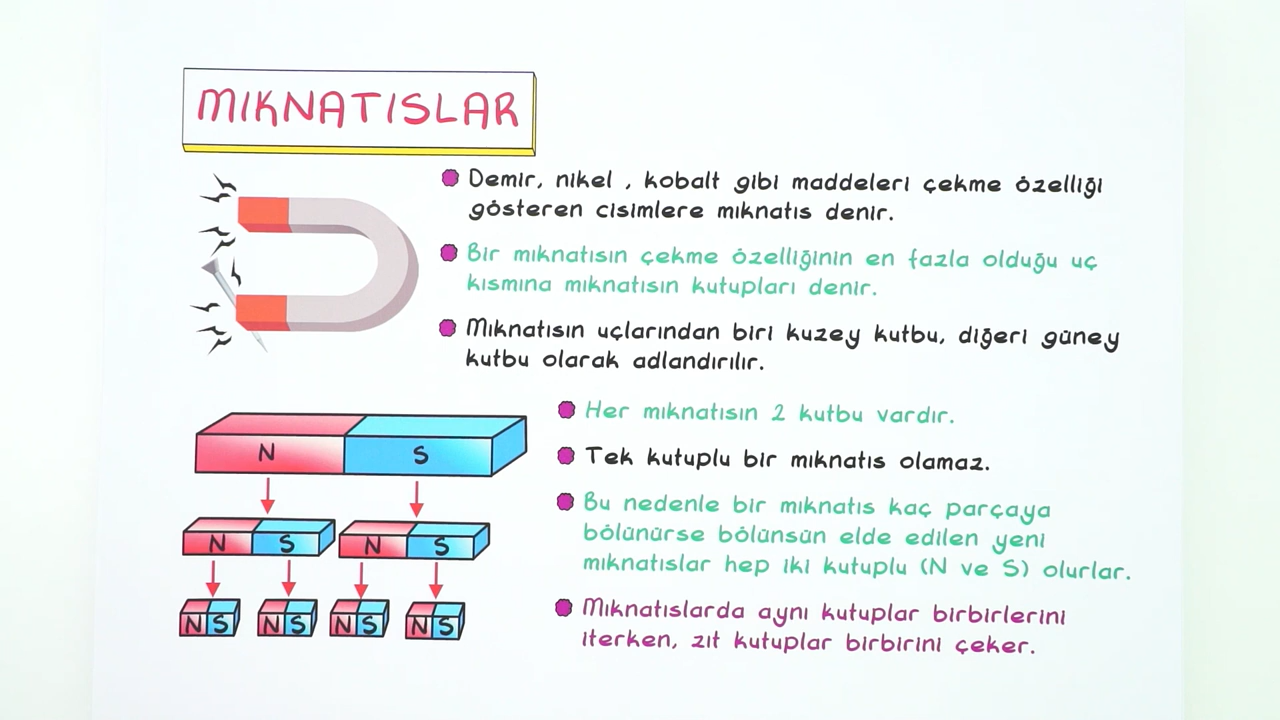 MIKNATISLAR
Demir, nikel , kobalt gibi maddeleri çekme özelliği
gösteren cisimlere mıknatıs denir.
Bir mıknatısın çekme özelliğinin en fazla olduğu uç
kısmına mıknatısın kutupları denir.
Mıknatısın uçlarından biri kuzey kutbu, diğeri güney
kutbu olarak adlandırılır.
Her mıknatısın 2 kutbu vardır.
Tek kutuplu bir mıknatıs olamaz.
Bu nedenle bir mıknatıs kaç parçaya
bölünürse bölünsün elde edilen yeni
mıknatıslar hep iki kutuplu (N ve S) olurlar.
Mıknatıslarda aynı kutuplar birbirlerini
iterken, zıt kutuplar birbirini çeker.
N S
N S N S
N S N S N S N S